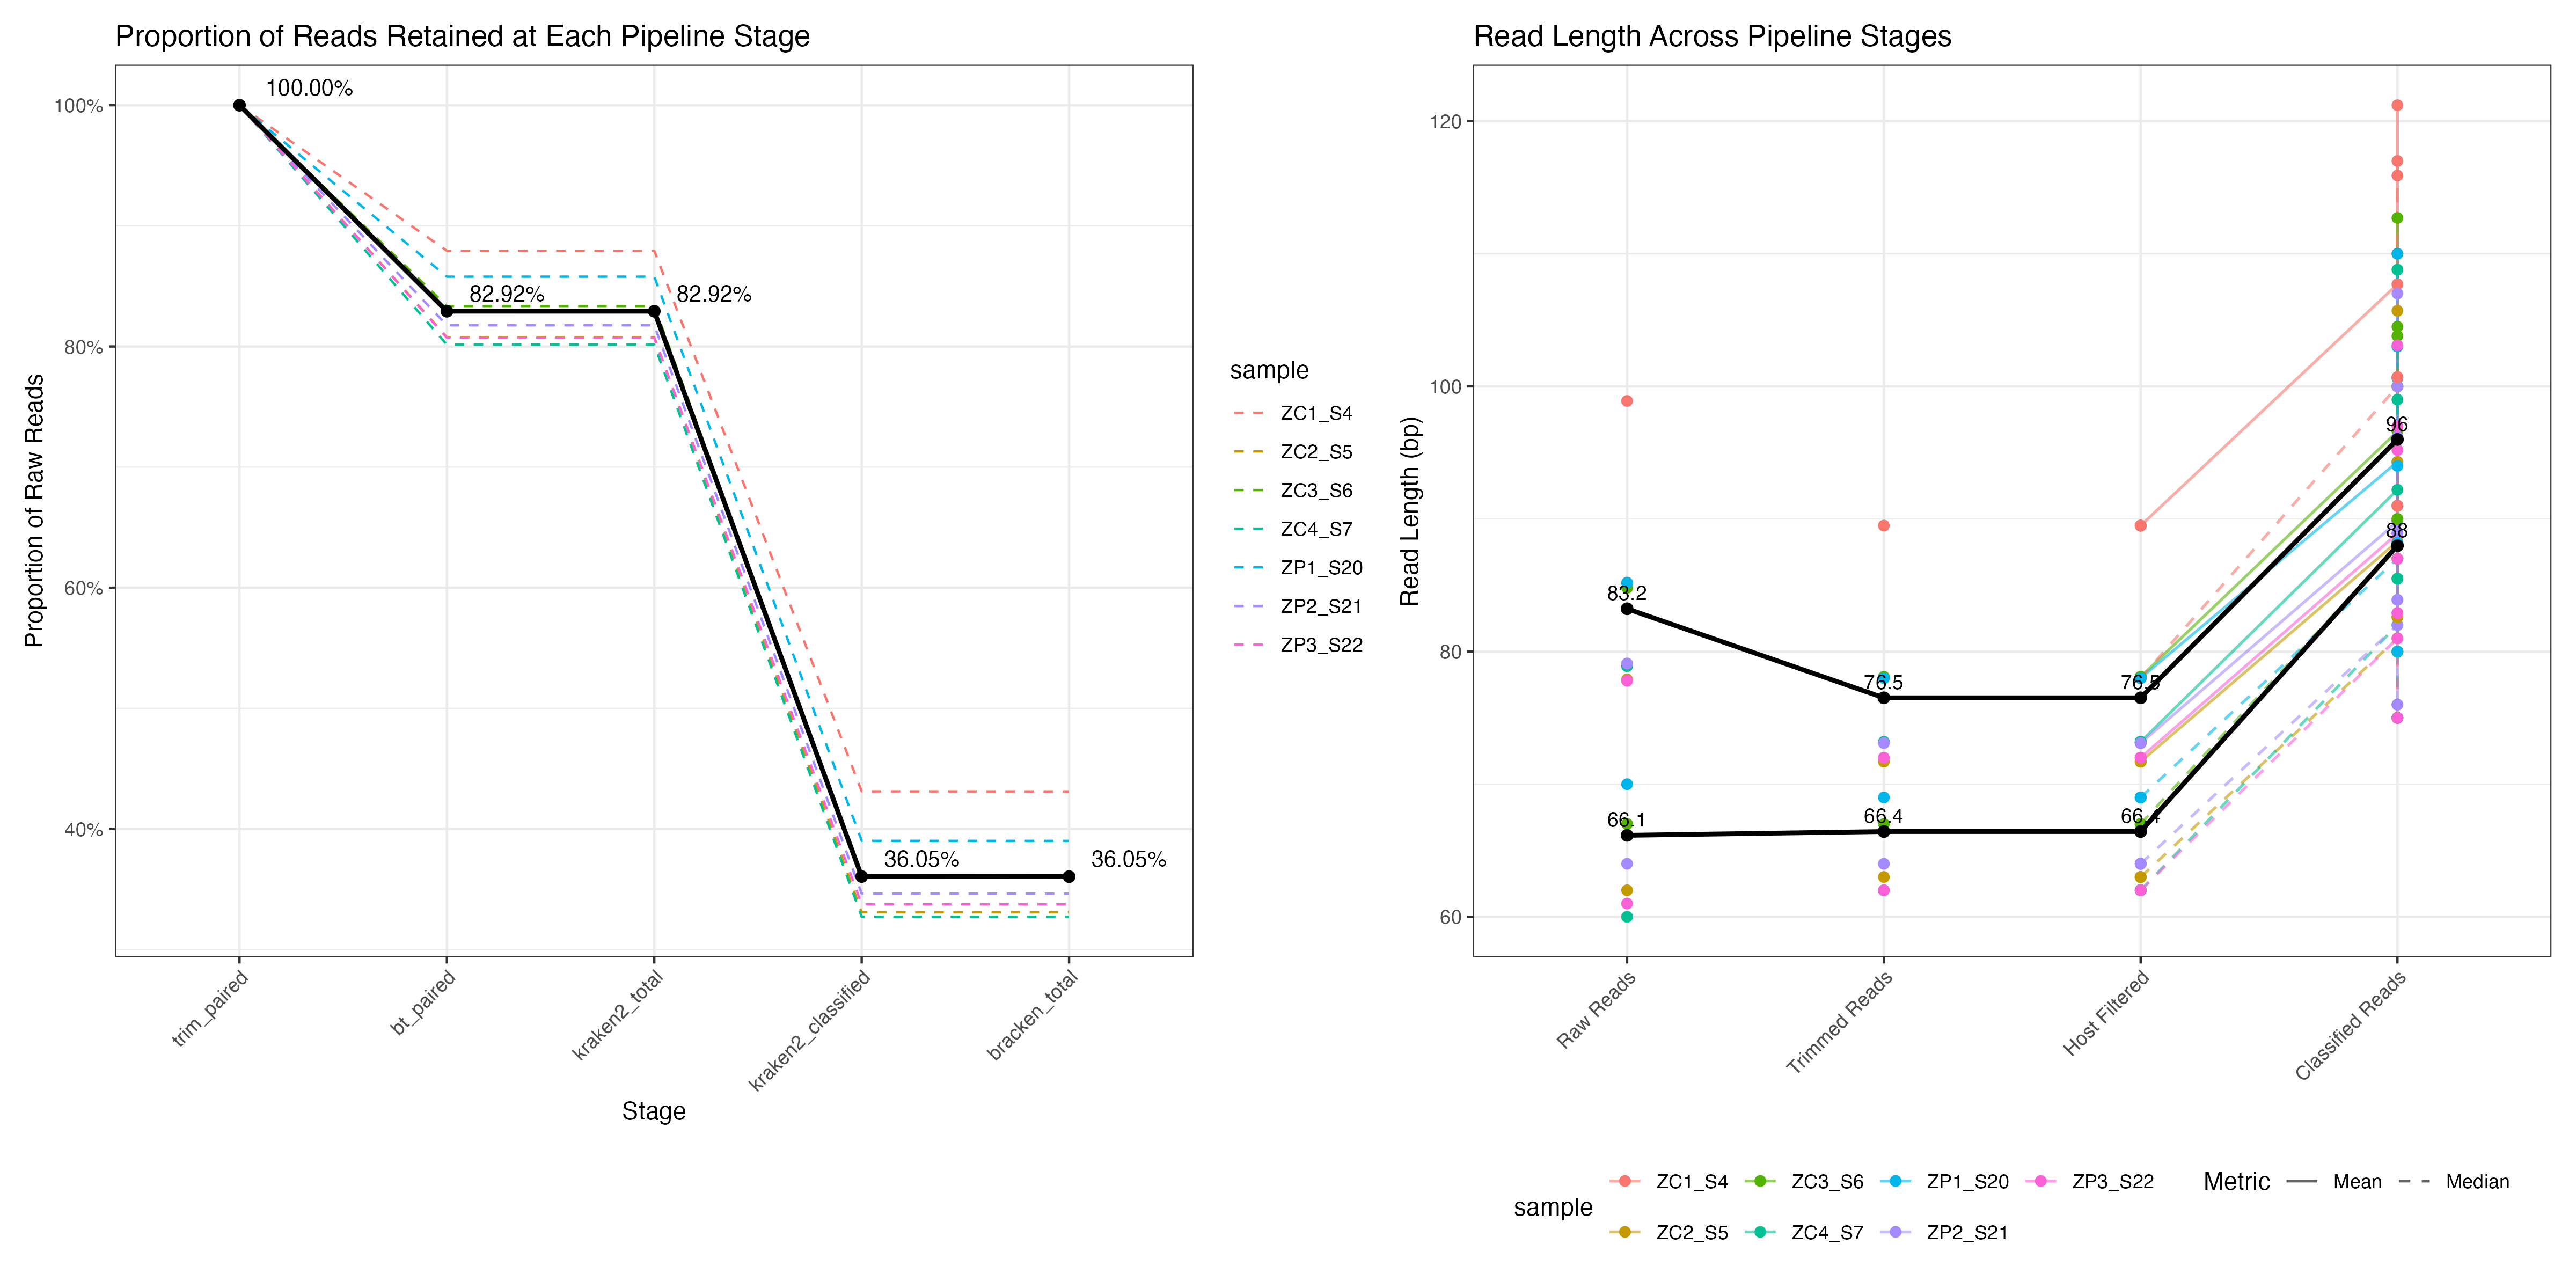 Proportion of Reads Retained at Each Pipeline Stage
Proportion of Raw Reads
100%
80%
60%
40%
100.00%
82.92%
82.92%
36.05%
36.05%
trim_paired
bt_paired
kraken2_total
kraken2_classified
bracken_total
Stage
sample
ZC1_S4
ZC2_S5
ZC3_S6
ZC4_S7
ZP1_S20
ZP2_S21
ZP3_S22
Read Length Across Pipeline Stages
Read Length (bp)
120
100
80
60
83.2
76.5
76.5
96
66.1
66.4
66.4
88
Raw Reads
Trimmed Reads
Host Filtered
Classified Reads
sample
ZC1_S4
ZC3_S6
ZP1_S20
ZP3_S22
ZC2_S5
ZC4_S7
ZP2_S21
Metric
Mean
Median